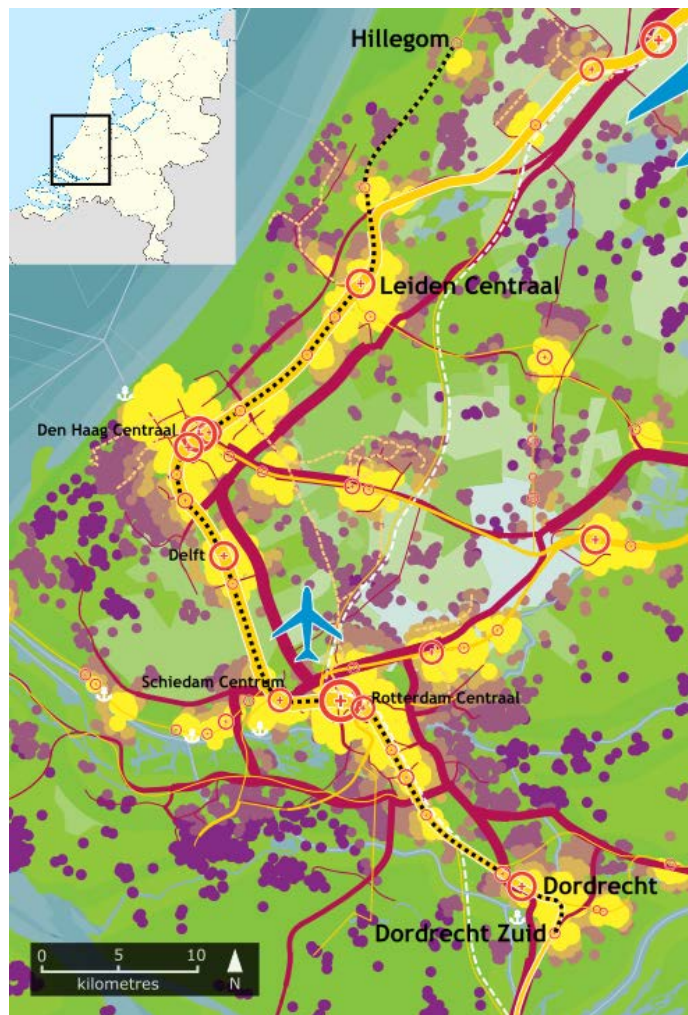 Hillegom
Leiden Centraal
Den Haag Centraal
Delft
Schiedam Centrum
Rotterdam Centraal
Dordrecht
Dordrecht Zuid
0 5 10
kilometres
N